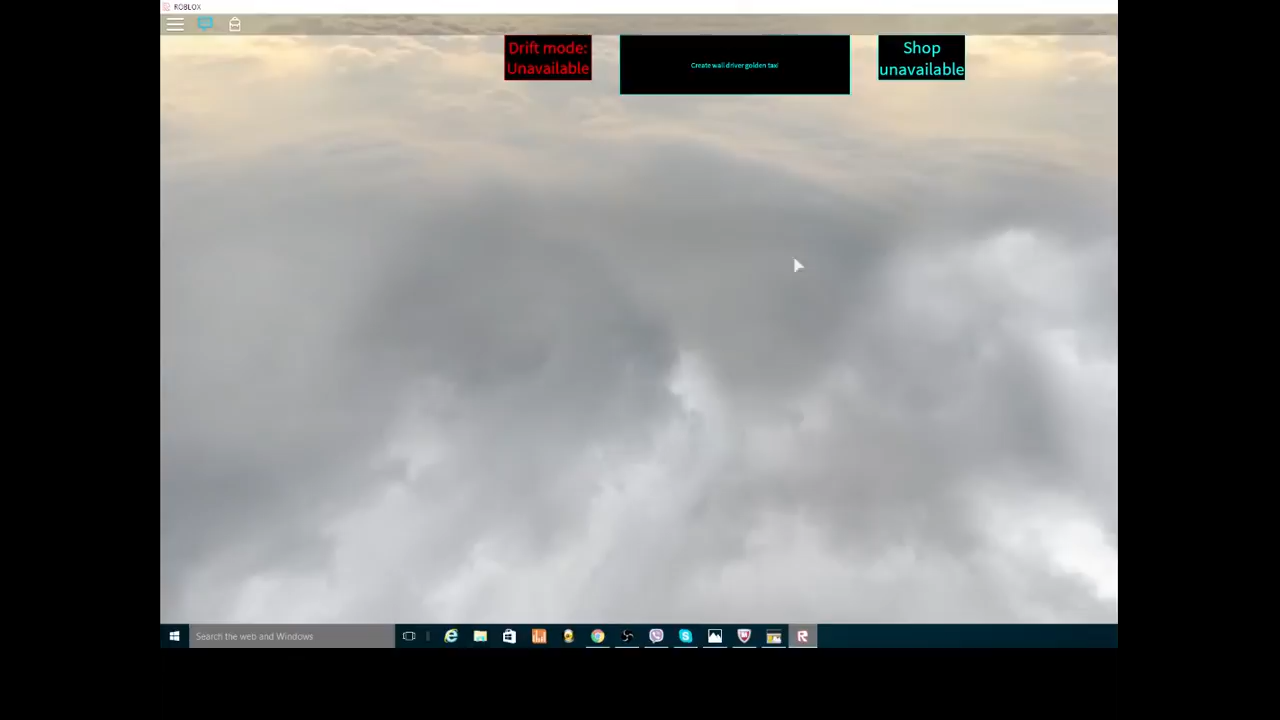 ROBLOX
Drift mode:
Unavailable
Create wall driver golden taxi
Shop
unavailable
Search the web and Windows